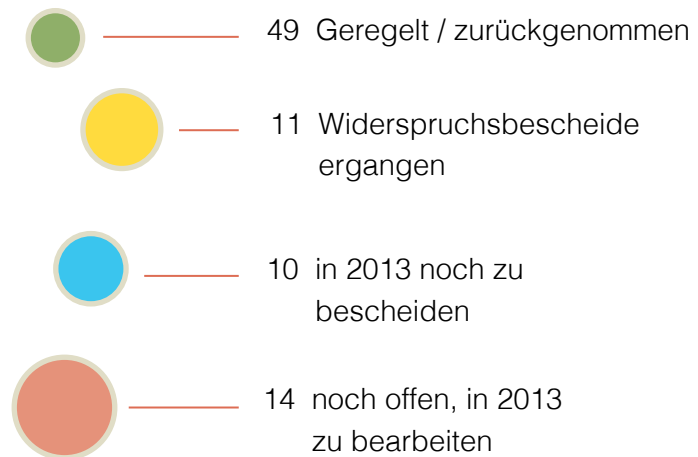 49 Geregelt / zurückgenommen
11 Widerspruchsbescheide
ergangen
10 in 2013 noch zu
bescheiden
14 noch offen, in 2013
zu bearbeiten